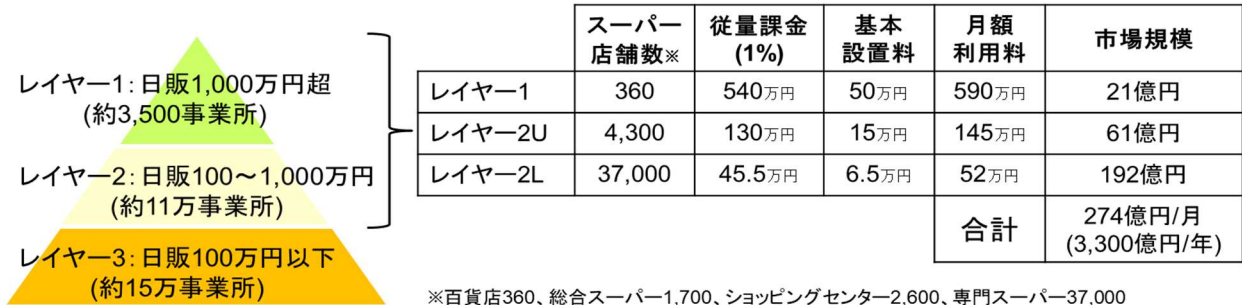 レイヤー1:日販1,000万円超
(約3,500事業所)
レイヤー2:日販100～1,000万円
(約11万事業所)
レイヤー3:日販100万円以下
(約15万事業所)
スーパー店舗数※ 従量課金(1%) 基本設置料 月額利用料 市場規模
レイヤー1 360 540万円 50万円 590万円 21億円
レイヤー2U 4,300 130万円 15万円 145万円 61億円
レイヤー2L 37,000 45.5万円 6.5万円 52万円 192億円
合計 274億円/月
(3,300億円/年)
※百貨店360、総合スーパー1,700、ショッピングセンター2,600、専門スーパー37,000